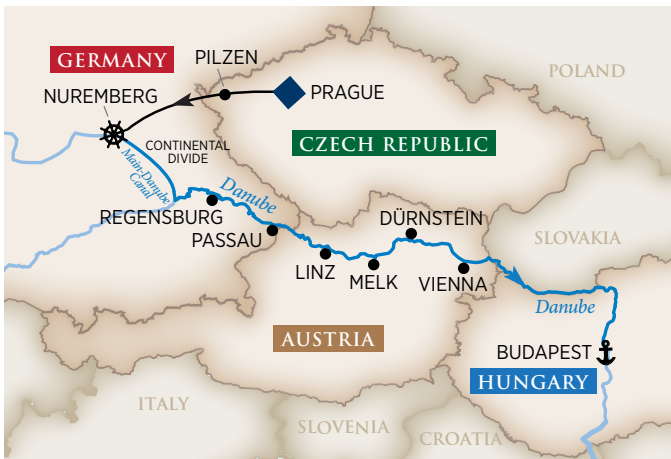 PILZEN
GERMANY
POLAND
NUREMBERG
PRAGUE
CONTINENTAL
DIVIDE
CZECH REPUBLIC
Main-Danube
Canal
Danube
REGENSBURG
DÜRNSTEIN
PASSAU
SLOVAKIA
LINZ
MELK
VIENNA
Danube
AUSTRIA
BUDAPEST
HUNGARY
ITALY
SLOVENIA
CROATIA